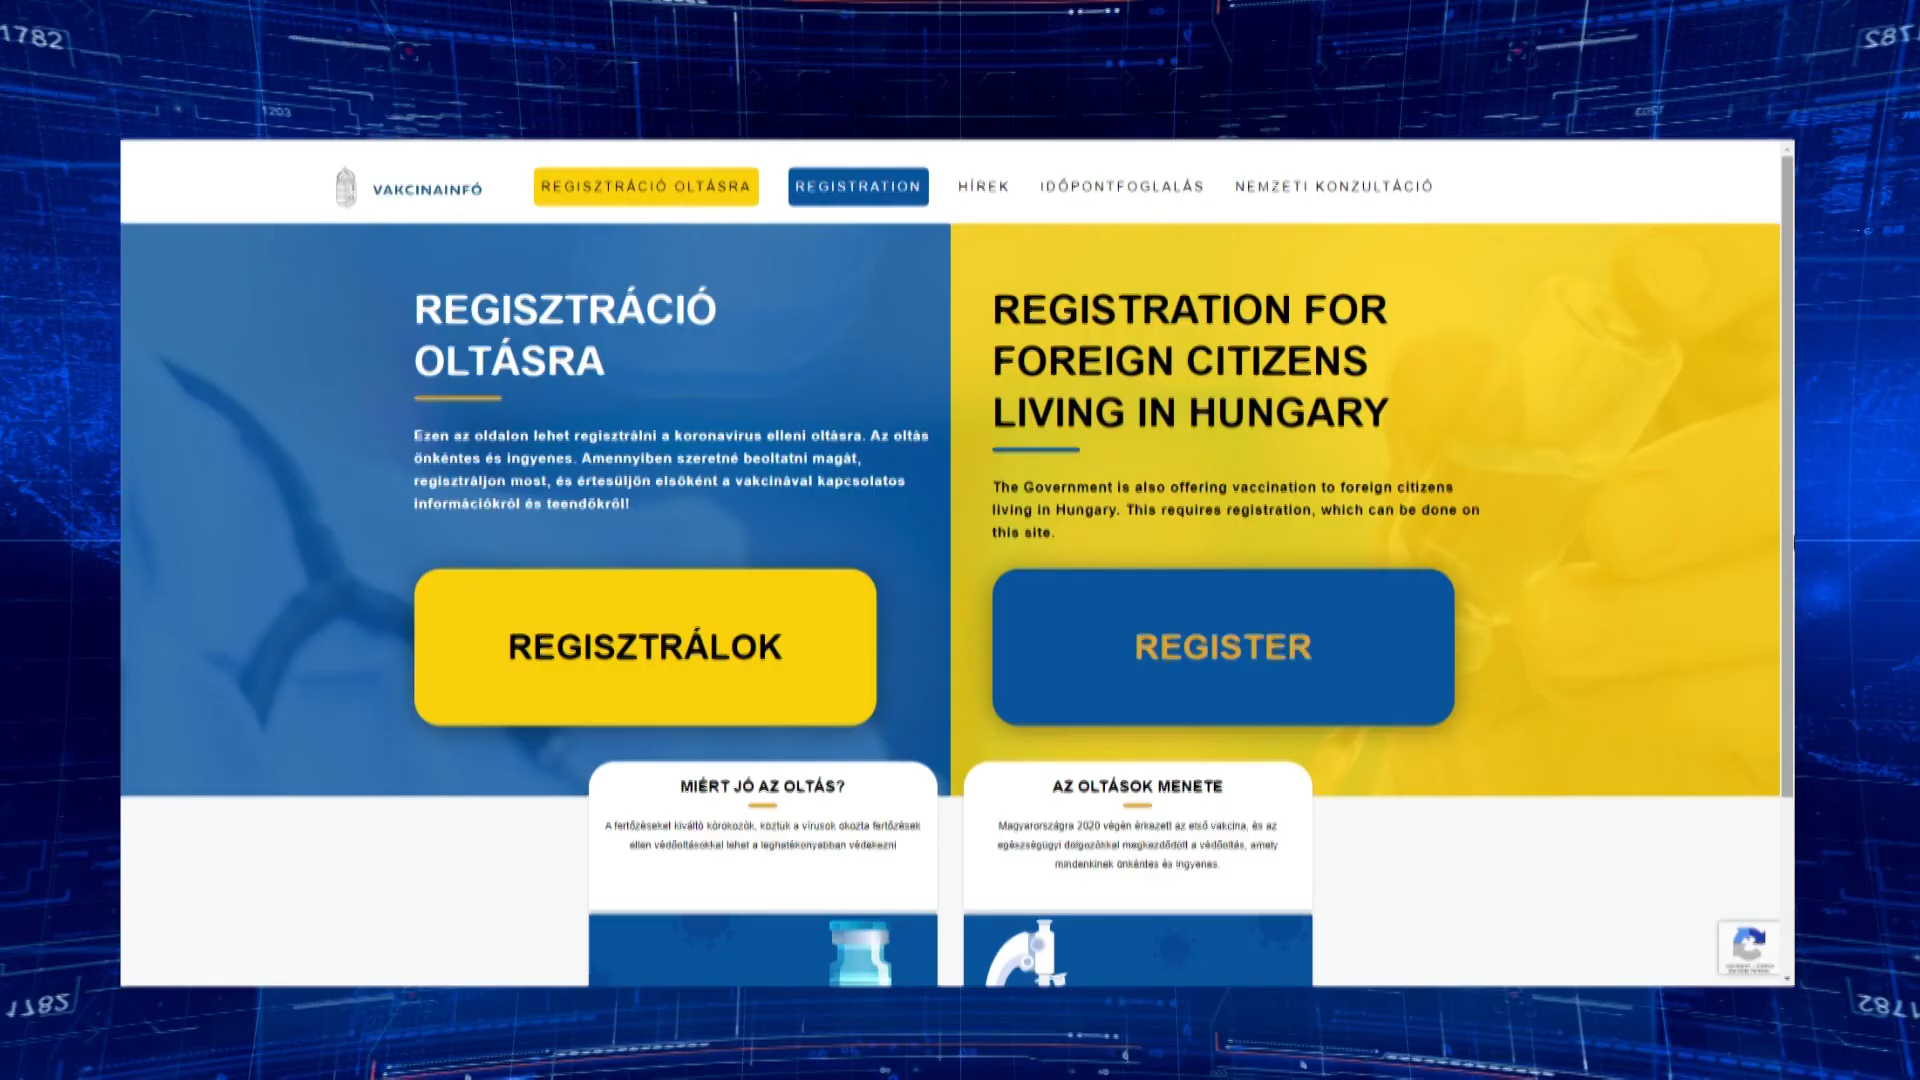 1782
1203
VAKCINAINFÓ
REGISZTRÁCIÓ OLTÁSRA
REGISTRATION
HÍREK
IDŐPONTFOGLALÁS
NEMZETI KONZULTÁCIÓ
REGISZTRÁCIÓ
OLTÁSRA
Ezen az oldalon lehet regisztrálni a koronavírus elleni oltásra. Az oltás
önkéntes és ingyenes. Amennyiben szeretné beoltatni magát,
regisztráljon most, és értesüljön elsőként a vakcinával kapcsolatos
információkról és teendőkről!
REGISZTRÁLOK
REGISTRATION FOR
FOREIGN CITIZENS
LIVING IN HUNGARY
The Government is also offering vaccination to foreign citizens
living in Hungary. This requires registration, which can be done on
this site.
REGISTER
MIÉRT JÓ AZ OLTÁS?
A fertőzéseket kiváltó kórokozók, köztük a vírusok okozta fertőzések
ellen védőoltásokkal lehet a leghatékonyabban védekezni
AZ OLTÁSOK MENETE
Magyarországra 2020 végén érkezett az első vakcina, és az
egészségügyi dolgozókkal megkezdődött a védőoltás, amely
mindenkinek önkéntes és ingyenes.
1782